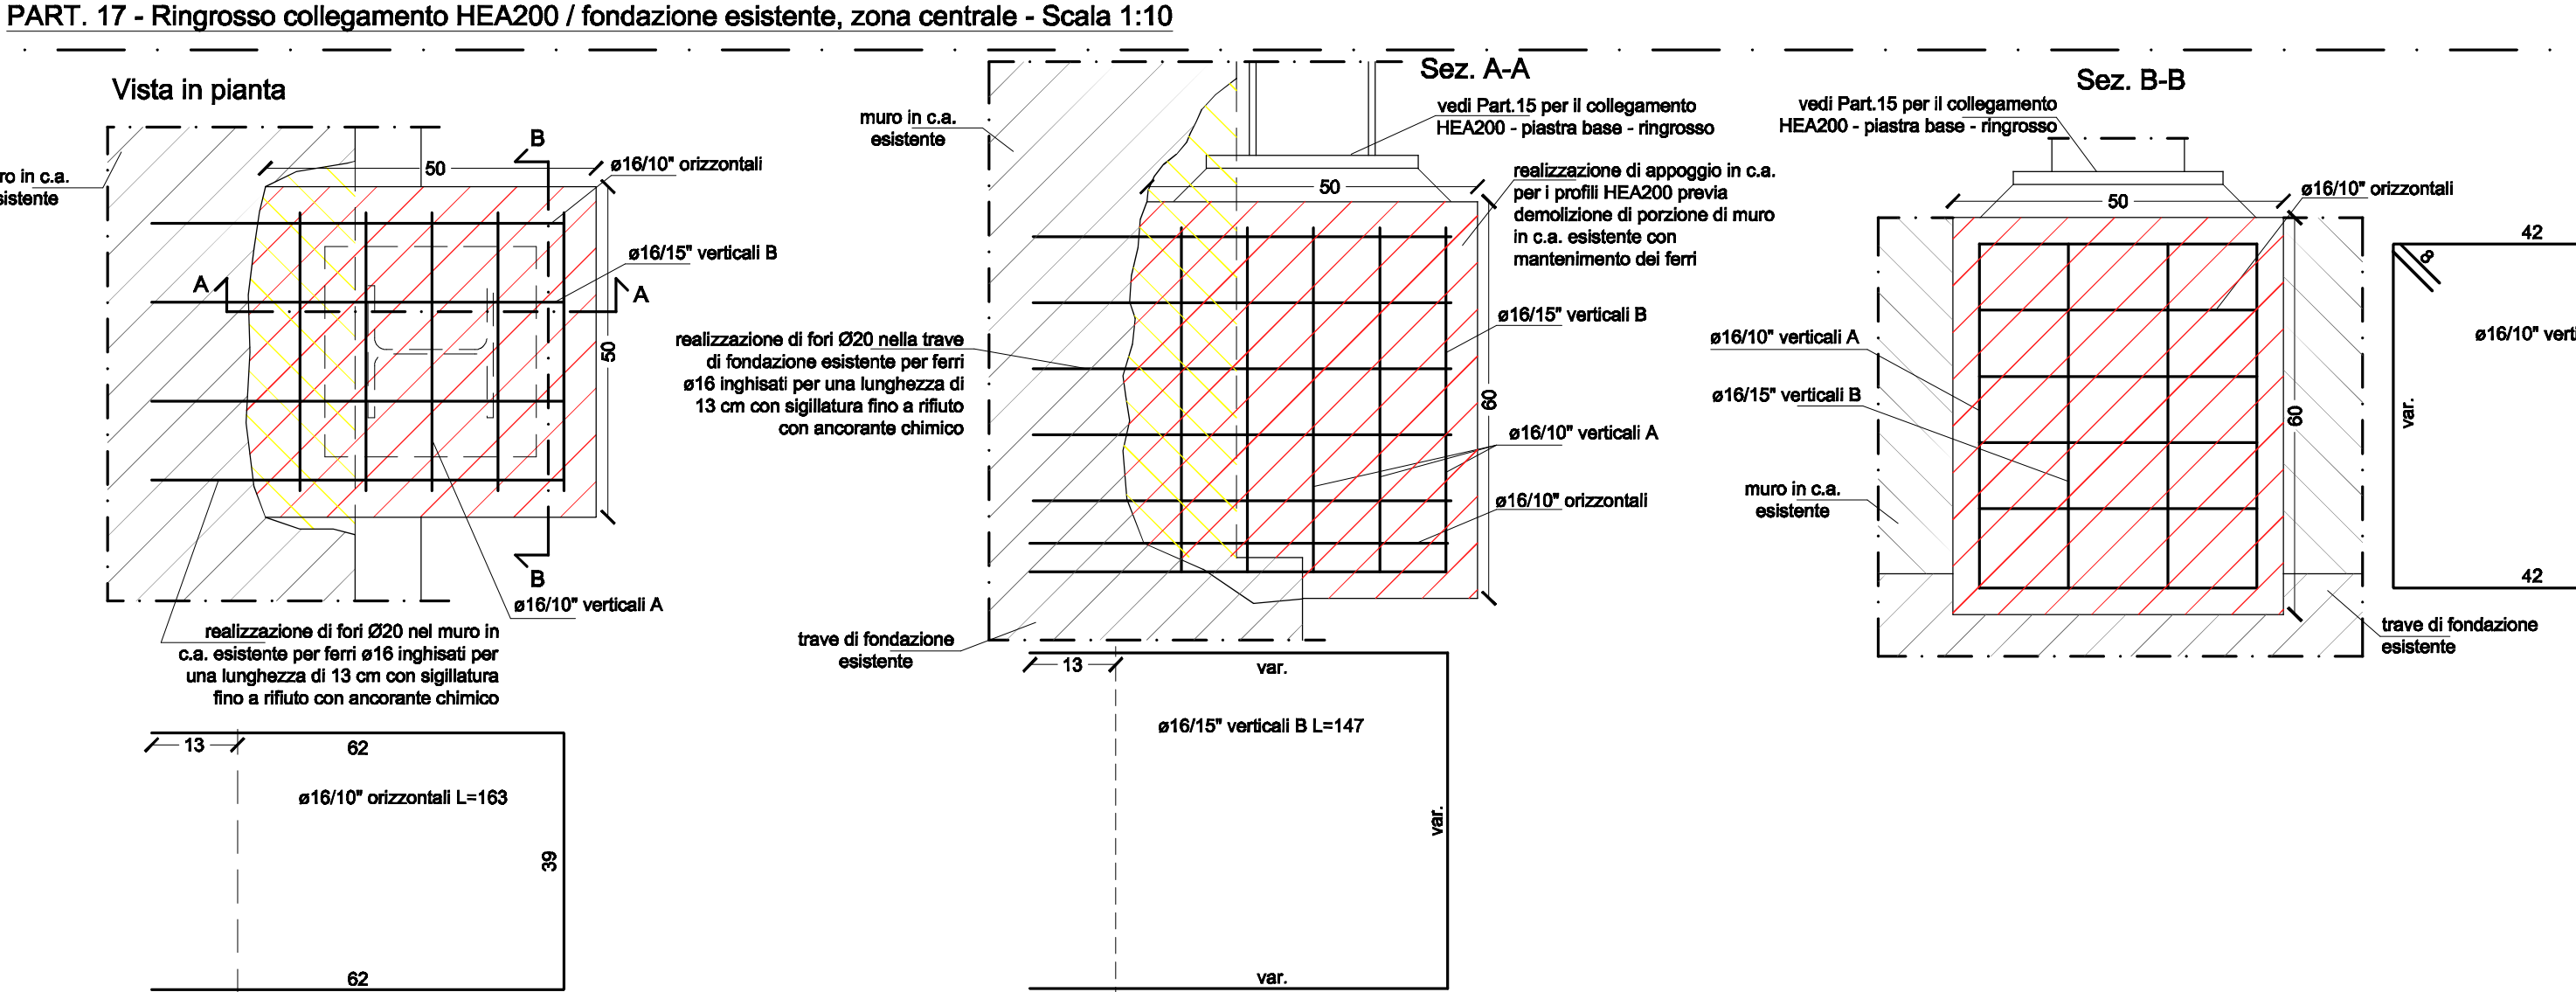 PART. 17 - Ringrosso collegamento HEA200 / fondazione esistente, zona centrale - Scala 1:10
Vista in pianta
ro in c.a.
sistente
50
B
ø16/10" orizzontali
ø16/15" verticali B
A
A
50
B
ø16/10" verticali A
realizzazione di fori Ø20 nel muro in
c.a. esistente per ferri ø16 inghisati per
una lunghezza di 13 cm con sigillatura
fino a rifiuto con ancorante chimico
13
62
ø16/10" orizzontali L=163
39
62
Sez. A-A
muro in c.a.
esistente
vedi Part.15 per il collegamento
HEA200 - piastra base - ringrosso
50
realizzazione di appoggio in c.a.
per i profili HEA200 previa
demolizione di porzione di muro
in c.a. esistente con
mantenimento dei ferri
realizzazione di fori Ø20 nella trave
di fondazione esistente per ferri
ø16 inghisati per una lunghezza di
13 cm con sigillatura fino a rifiuto
con ancorante chimico
ø16/15" verticali B
60
ø16/10" verticali A
ø16/10" orizzontali
trave di fondazione
esistente
13
var.
ø16/15" verticali B L=147
var.
var.
Sez. B-B
vedi Part.15 per il collegamento
HEA200 - piastra base - ringrosso
50
ø16/10" orizzontali
ø16/10" verticali A
ø16/15" verticali B
60
muro in c.a.
esistente
trave di fondazione
esistente
42
8
ø16/10" verti
var.
42